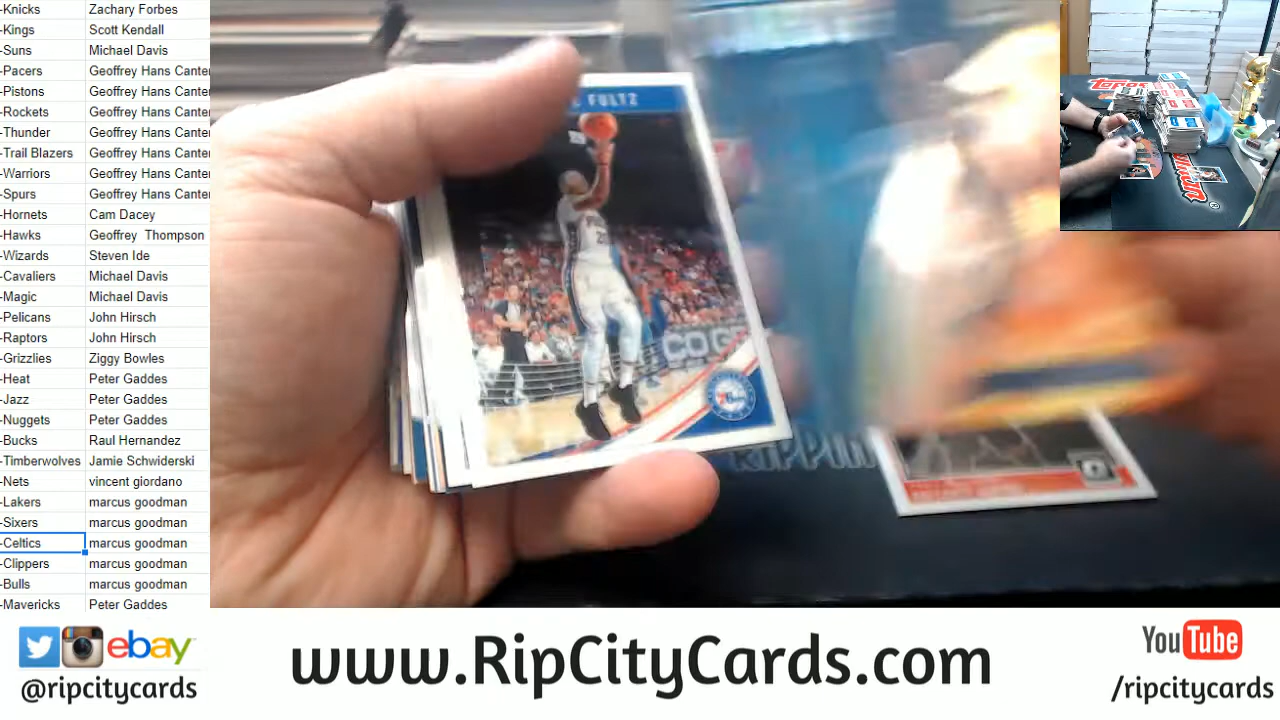 -Knicks Zachary Forbes
-Kings Scott Kendall
-Suns Michael Davis
-Pacers Geoffrey Hans Canter
-Pistons Geoffrey Hans Canter
-Rockets Geoffrey Hans Canter
-Thunder Geoffrey Hans Canter
-Trail Blazers Geoffrey Hans Canter
-Warriors Geoffrey Hans Canter
-Spurs Geoffrey Hans Canter
-Hornets Cam Dacey
-Hawks Geoffrey Thompson
-Wizards Steven Ide
-Cavaliers Michael Davis
-Magic Michael Davis
-Pelicans John Hirsch
-Raptors John Hirsch
-Grizzlies Ziggy Bowles
-Heat Peter Gaddes
-Jazz Peter Gaddes
-Nuggets Peter Gaddes
-Bucks Raul Hernandez
-Timberwolves Jamie Schwiderski
-Nets vincent giordano
-Lakers marcus goodman
-Sixers marcus goodman
-Celtics marcus goodman
-Clippers marcus goodman
-Bulls marcus goodman
-Mavericks Peter Gaddes
FULTZ
COG
76ers
RIPPIN
Topps
ebay
@ripcitycards
www.RipCityCards.com
YouTube
/ripcitycards